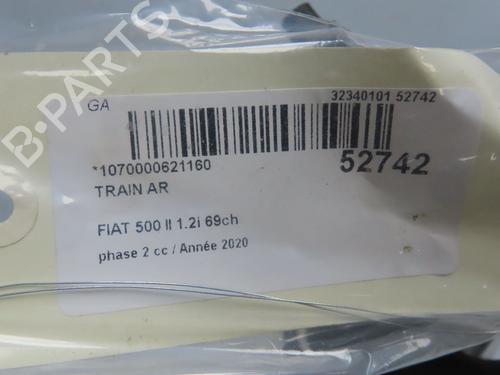 B-PARTS
GA
32340101 52742
*1070000621160
52742
TRAIN AR
FIAT 500 II 1.2i 69ch
phase 2 cc / Année 2020